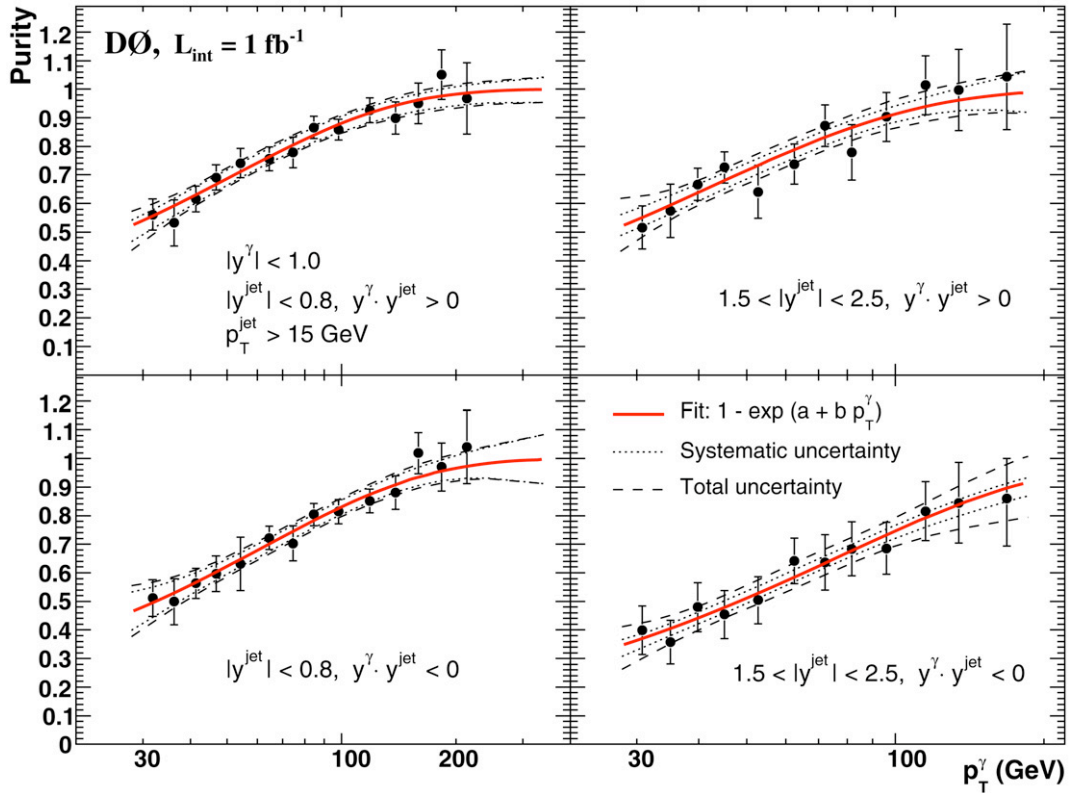 Purity
1.2
1.1
1
0.9
0.8
0.7
0.6
0.5
0.4
0.3
0.2
0.1
DØ, L_int = 1 fb^-1
|y^γ| < 1.0
|y^jet| < 0.8, y^γ · y^jet > 0
p_T^jet > 15 GeV
1.5 < |y^jet| < 2.5, y^γ · y^jet > 0
1.2
1.1
1
0.9
0.8
0.7
0.6
0.5
0.4
0.3
0.2
0.1
0
|y^jet| < 0.8, y^γ · y^jet < 0
Fit: 1 - exp (a + b p_T^γ)
Systematic uncertainty
Total uncertainty
1.5 < |y^jet| < 2.5, y^γ · y^jet < 0
30 100 200 30 100
p_T^γ (GeV)